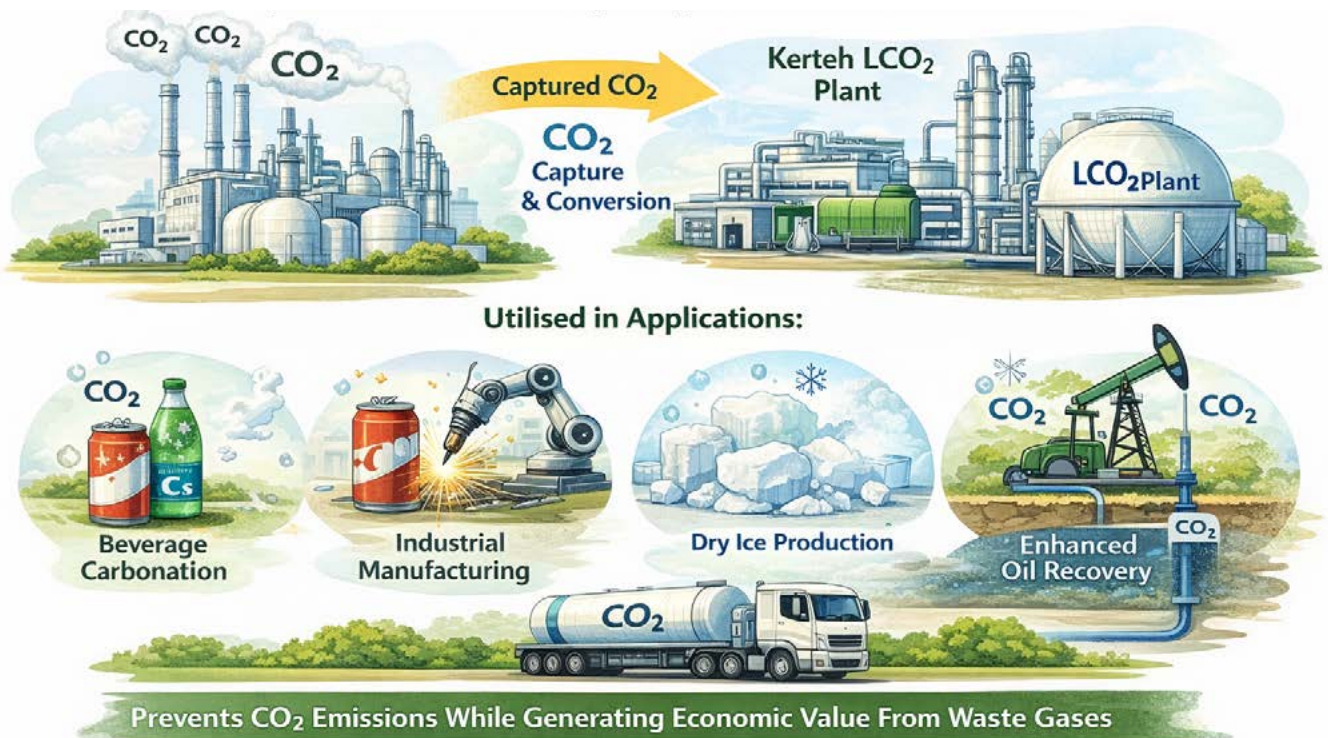 CO₂
CO₂
CO₂
Captured CO₂
CO₂
Capture
& Conversion
Kerteh LCO₂
Plant
LCO₂Plant
Utilised in Applications:
CO₂
Cs
Beverage
Carbonation
Industrial
Manufacturing
Dry Ice Production
CO₂
CO₂
CO₂
Enhanced
Oil Recovery
CO₂
Prevents CO₂ Emissions While Generating Economic Value From Waste Gases